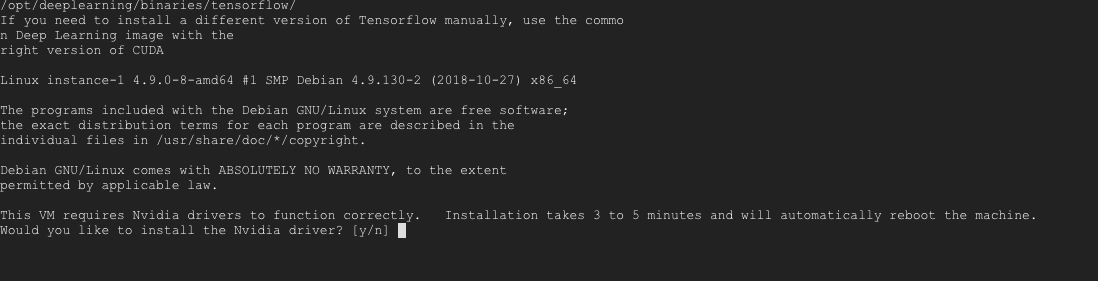 /opt/deeplearning/binaries/tensorflow/
If you need to install a different version of Tensorflow manually, use the commo
n Deep Learning image with the
right version of CUDA
Linux instance-1 4.9.0-8-amd64 #1 SMP Debian 4.9.130-2 (2018-10-27) x86_64
The programs included with the Debian GNU/Linux system are free software;
the exact distribution terms for each program are described in the
individual files in /usr/share/doc/*/copyright.
Debian GNU/Linux comes with ABSOLUTELY NO WARRANTY, to the extent
permitted by applicable law.
This VM requires Nvidia drivers to function correctly.   Installation takes 3 to 5 minutes and will automatically reboot the machine.
Would you like to install the Nvidia driver? [y/n]